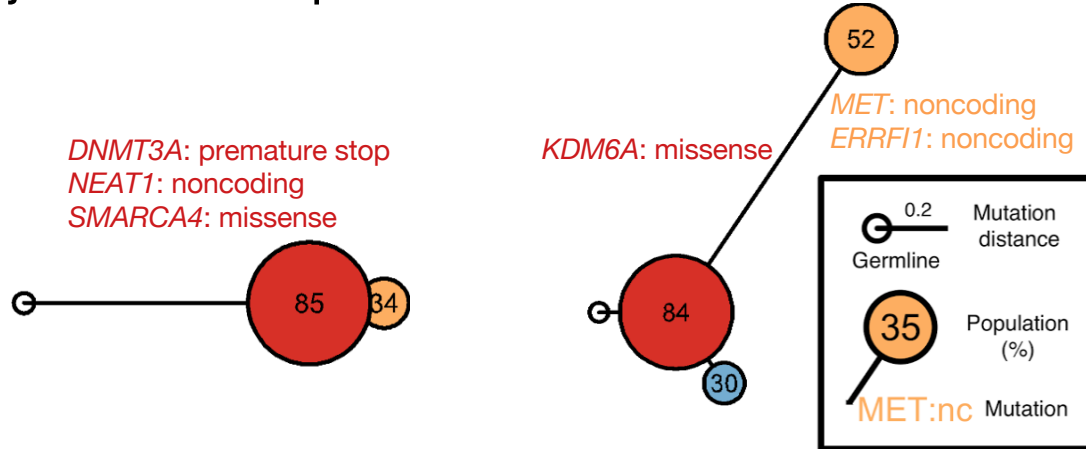 DNMT3A: premature stop
NEAT1: noncoding
SMARCA4: missense
85
34
52
MET: noncoding
ERRFI1: noncoding
KDM6A: missense
84
30
0.2
Mutation
distance
Germline
35
Population
(%)
MET:nc Mutation